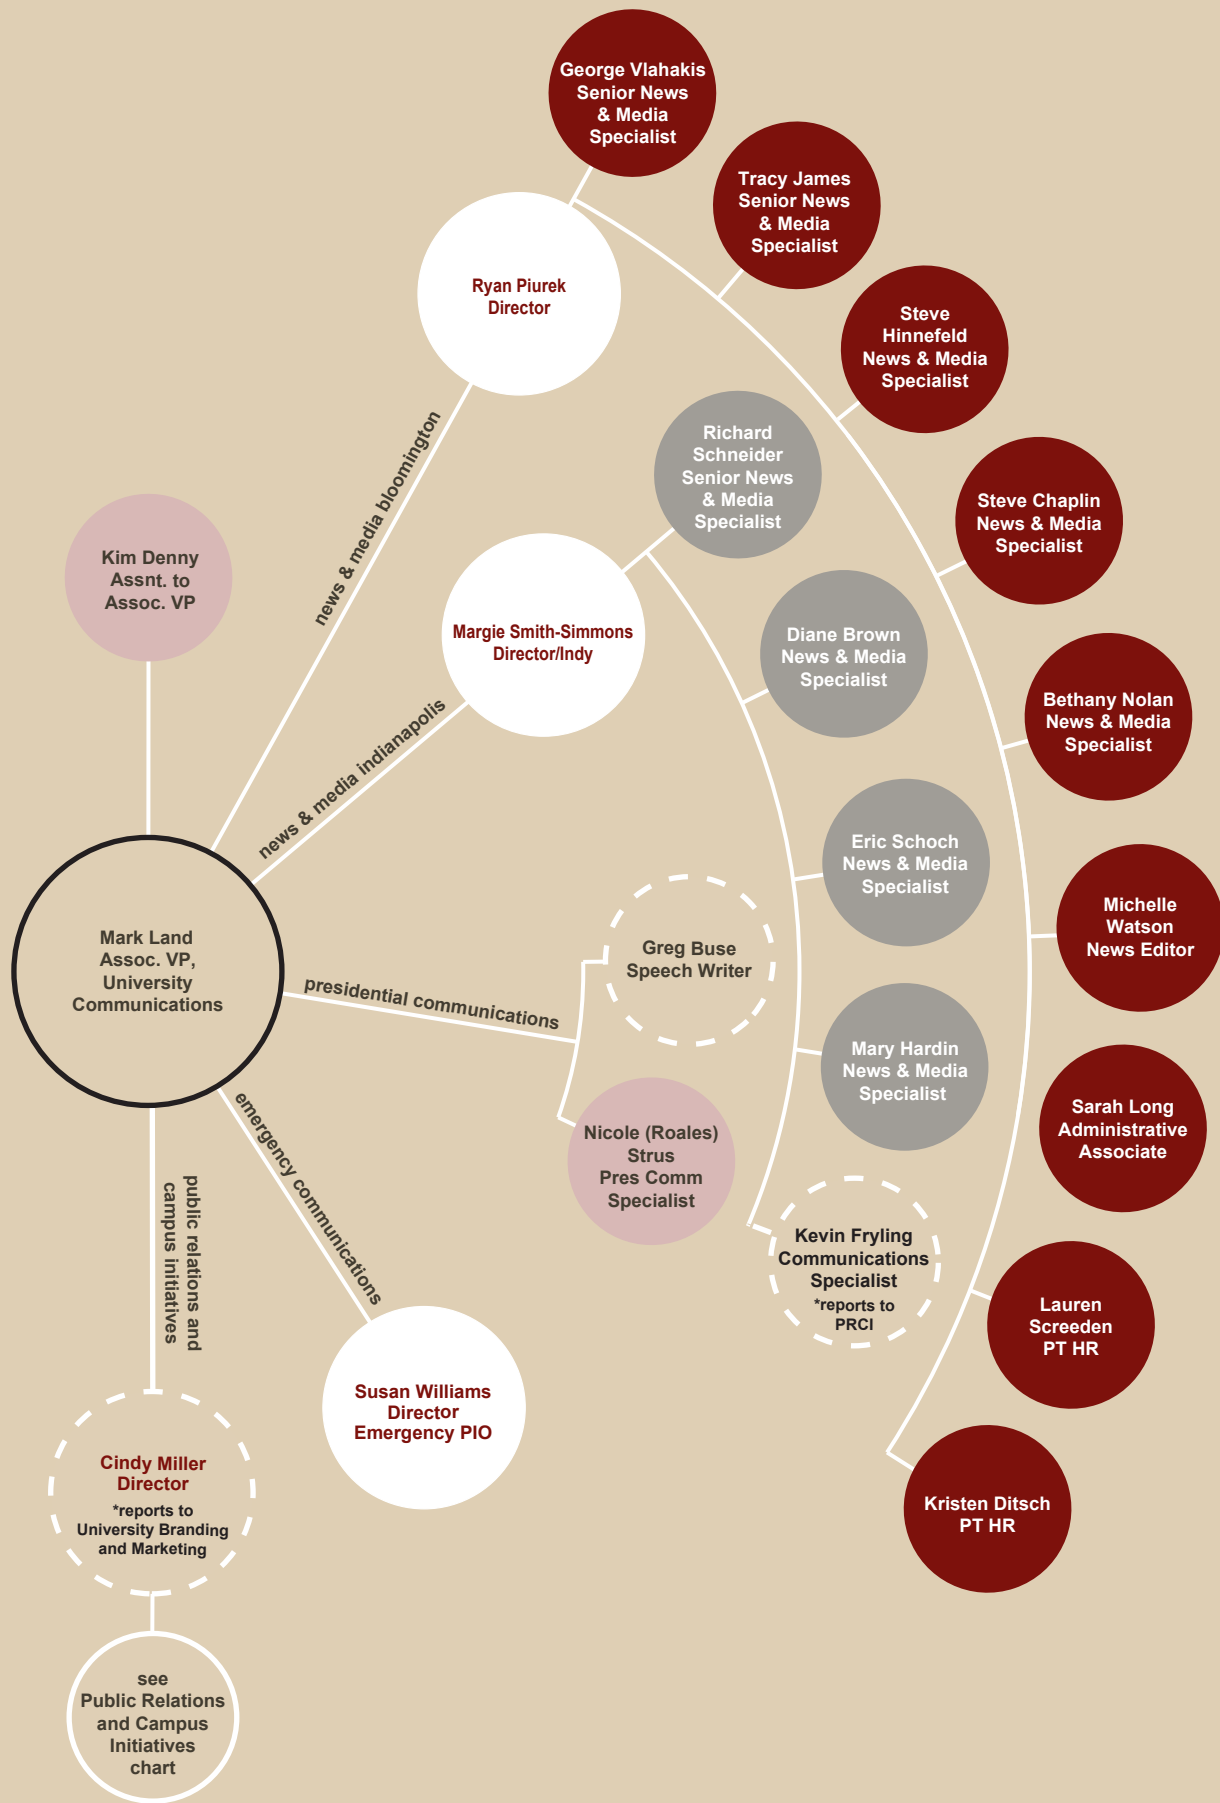 George Vlahakis
Senior News
& Media
Specialist
Tracy James
Senior News
& Media
Specialist
Ryan Piurek
Director
Steve
Hinnefeld
News & Media
Specialist
Richard
Schneider
Senior News
& Media
Specialist
Steve Chaplin
News & Media
Specialist
news & media bloomington
Kim Denny
Assnt. to
Assoc. VP
Margie Smith-Simmons
Director/Indy
Diane Brown
News & Media
Specialist
Bethany Nolan
News & Media
Specialist
news & media indianapolis
Eric Schoch
News & Media
Specialist
Michelle
Watson
News Editor
Mark Land
Assoc. VP,
University
Communications
Greg Buse
Speech Writer
presidential communications
Mary Hardin
News & Media
Specialist
Sarah Long
Administrative
Associate
Nicole (Roales)
Strus
Pres Comm
Specialist
emergency communications
public relations and
campus initiatives
Kevin Fryling
Communications
Specialist
*reports to
PRCI
Lauren
Screeden
PT HR
Susan Williams
Director
Emergency PIO
Cindy Miller
Director
*reports to
University Branding
and Marketing
Kristen Ditsch
PT HR
see
Public Relations
and Campus
Initiatives
chart